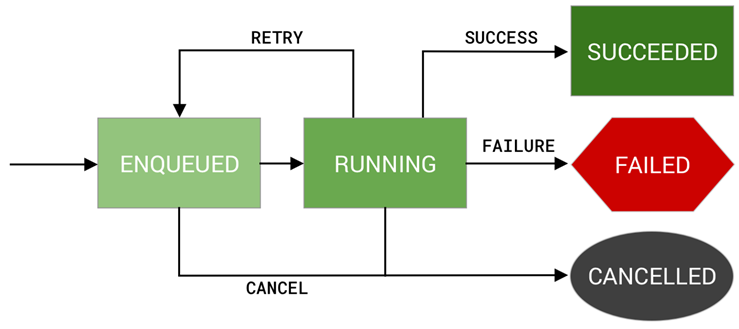 RETRY
SUCCESS
SUCCEEDED
ENQUEUED
RUNNING
FAILURE
FAILED
CANCEL
CANCELLED